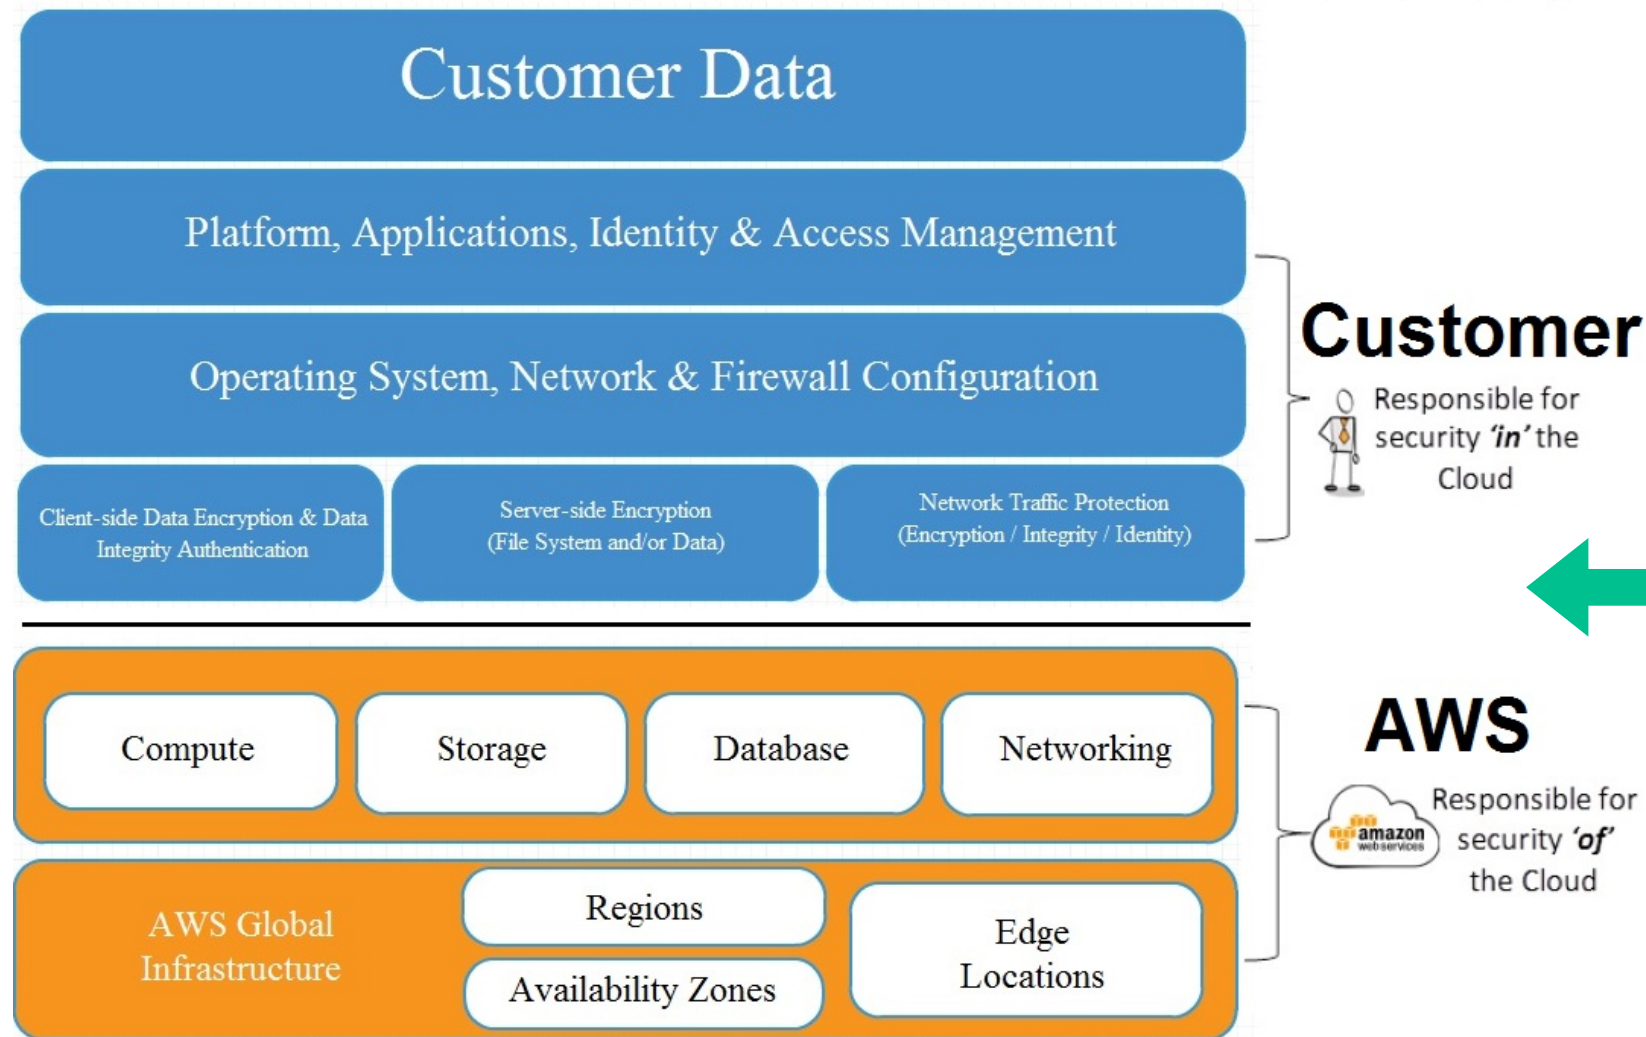 Customer Data
Platform, Applications, Identity & Access Management
Operating System, Network & Firewall Configuration
Client-side Data Encryption & Data
Integrity Authentication
Server-side Encryption
(File System and/or Data)
Network Traffic Protection
(Encryption / Integrity / Identity)
Customer
Responsible for
security ‘in’ the
Cloud
Compute
Storage
Database
Networking
AWS Global
Infrastructure
Regions
Availability Zones
Edge
Locations
AWS
amazon
webservices
Responsible for
security ‘of’
the Cloud